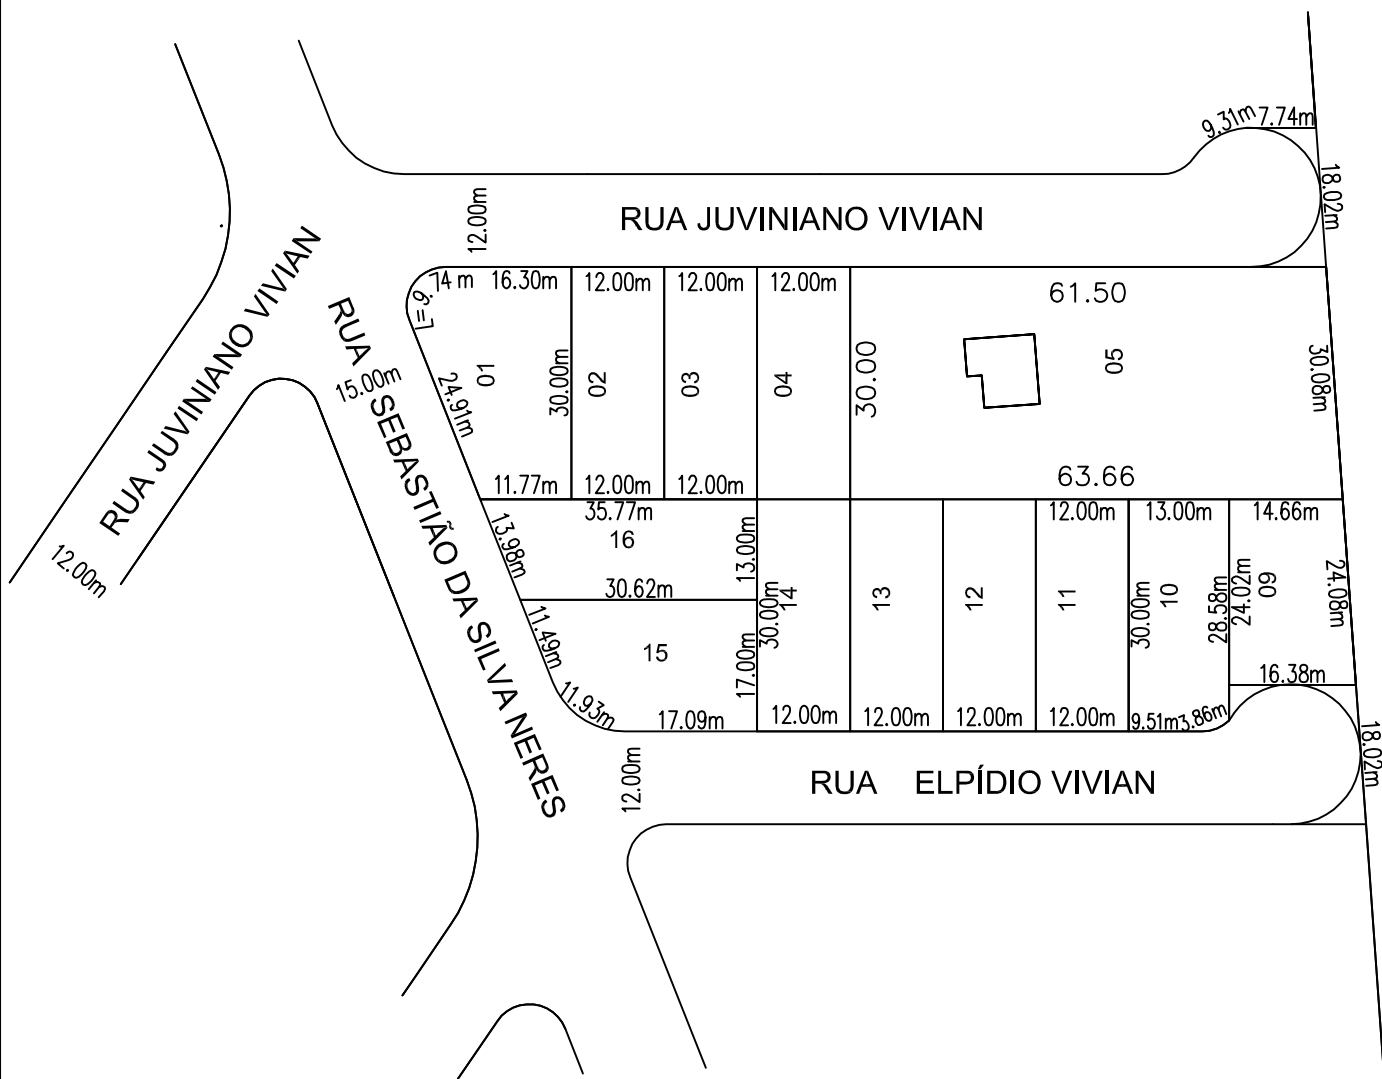 9.31m
7.74m
18.02m
12.00m
RUA JUVINIANO VIVIAN
L=9.74 m
16.30m
12.00m
12.00m
12.00m
61.50
RUA JUVINIANO VIVIAN
12.00m
RUA SEBASTIÃO DA SILVA NERES
15.00m
24.91m
01
30.00m
02
03
04
30.00
05
30.08m
11.77m
12.00m
12.00m
63.66
35.77m
16
13.98m
13.00m
30.62m
11.49m
15
17.00m
11.93m
17.09m
30.00m
14
13
12
12.00m
11
13.00m
30.00m
10
28.58m
14.66m
24.02m
09
24.08m
16.38m
12.00m
12.00m
12.00m
12.00m
9.51m
3.86m
18.02m
12.00m
RUA ELPÍDIO VIVIAN